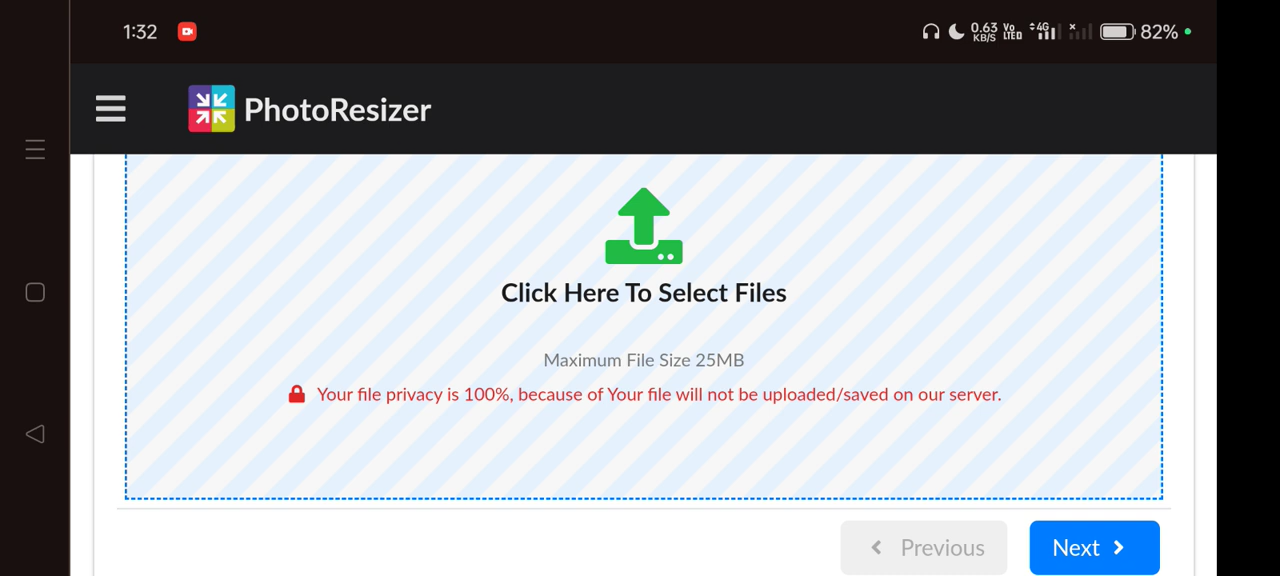 1:32 0.63 KB/S Vo LTED 4G 82%
PhotoResizer
Click Here To Select Files
Maximum File Size 25MB
Your file privacy is 100%, because of Your file will not be uploaded/saved on our server.
Previous Next